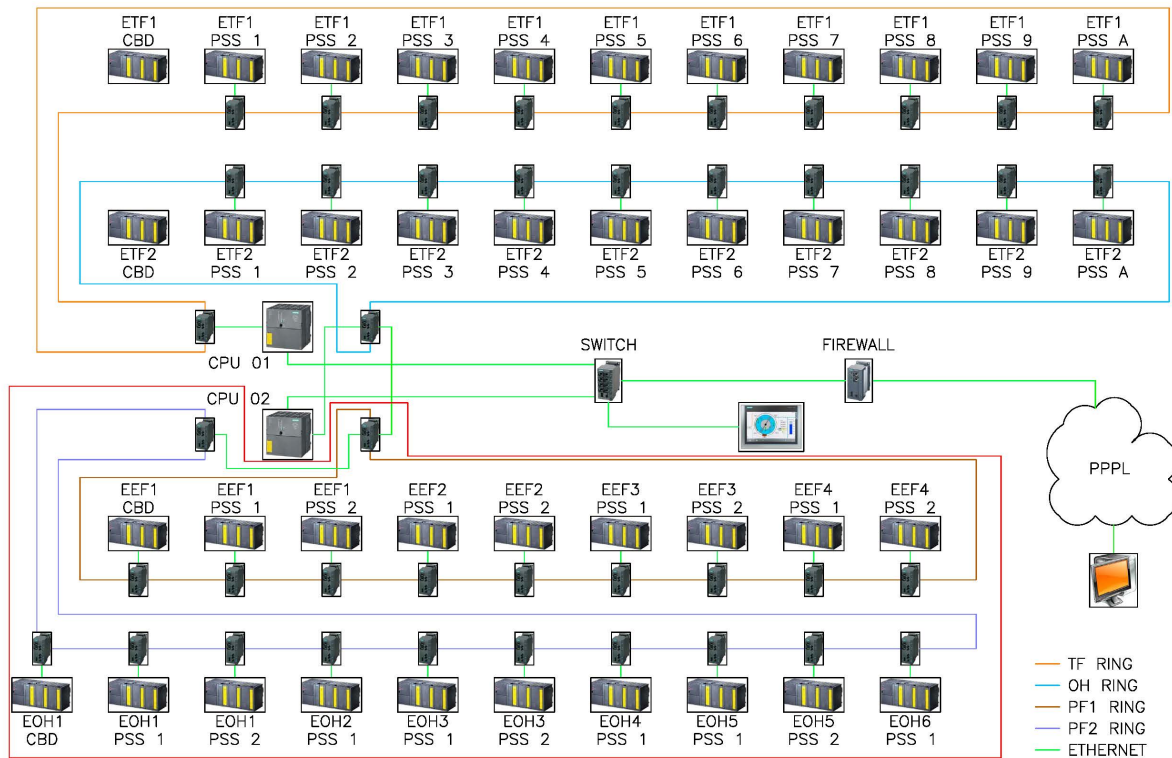 ETF1 ETF1 ETF1 ETF1 ETF1 ETF1 ETF1 ETF1 ETF1 ETF1 ETF1
CBD PSS 1 PSS 2 PSS 3 PSS 4 PSS 5 PSS 6 PSS 7 PSS 8 PSS 9 PSS A
ETF2 ETF2 ETF2 ETF2 ETF2 ETF2 ETF2 ETF2 ETF2 ETF2 ETF2
CBD PSS 1 PSS 2 PSS 3 PSS 4 PSS 5 PSS 6 PSS 7 PSS 8 PSS 9 PSS A
SWITCH FIREWALL
CPU 01
CPU 02
PPPL
EEF1 EEF1 EEF1 EEF2 EEF2 EEF3 EEF3 EEF4 EEF4
CBD PSS 1 PSS 2 PSS 1 PSS 2 PSS 1 PSS 2 PSS 1 PSS 2
EOH1 EOH1 EOH1 EOH2 EOH3 EOH3 EOH4 EOH5 EOH5 EOH6
CBD PSS 1 PSS 2 PSS 1 PSS 1 PSS 2 PSS 1 PSS 1 PSS 2 PSS 1
TF RING
OH RING
PF1 RING
PF2 RING
ETHERNET